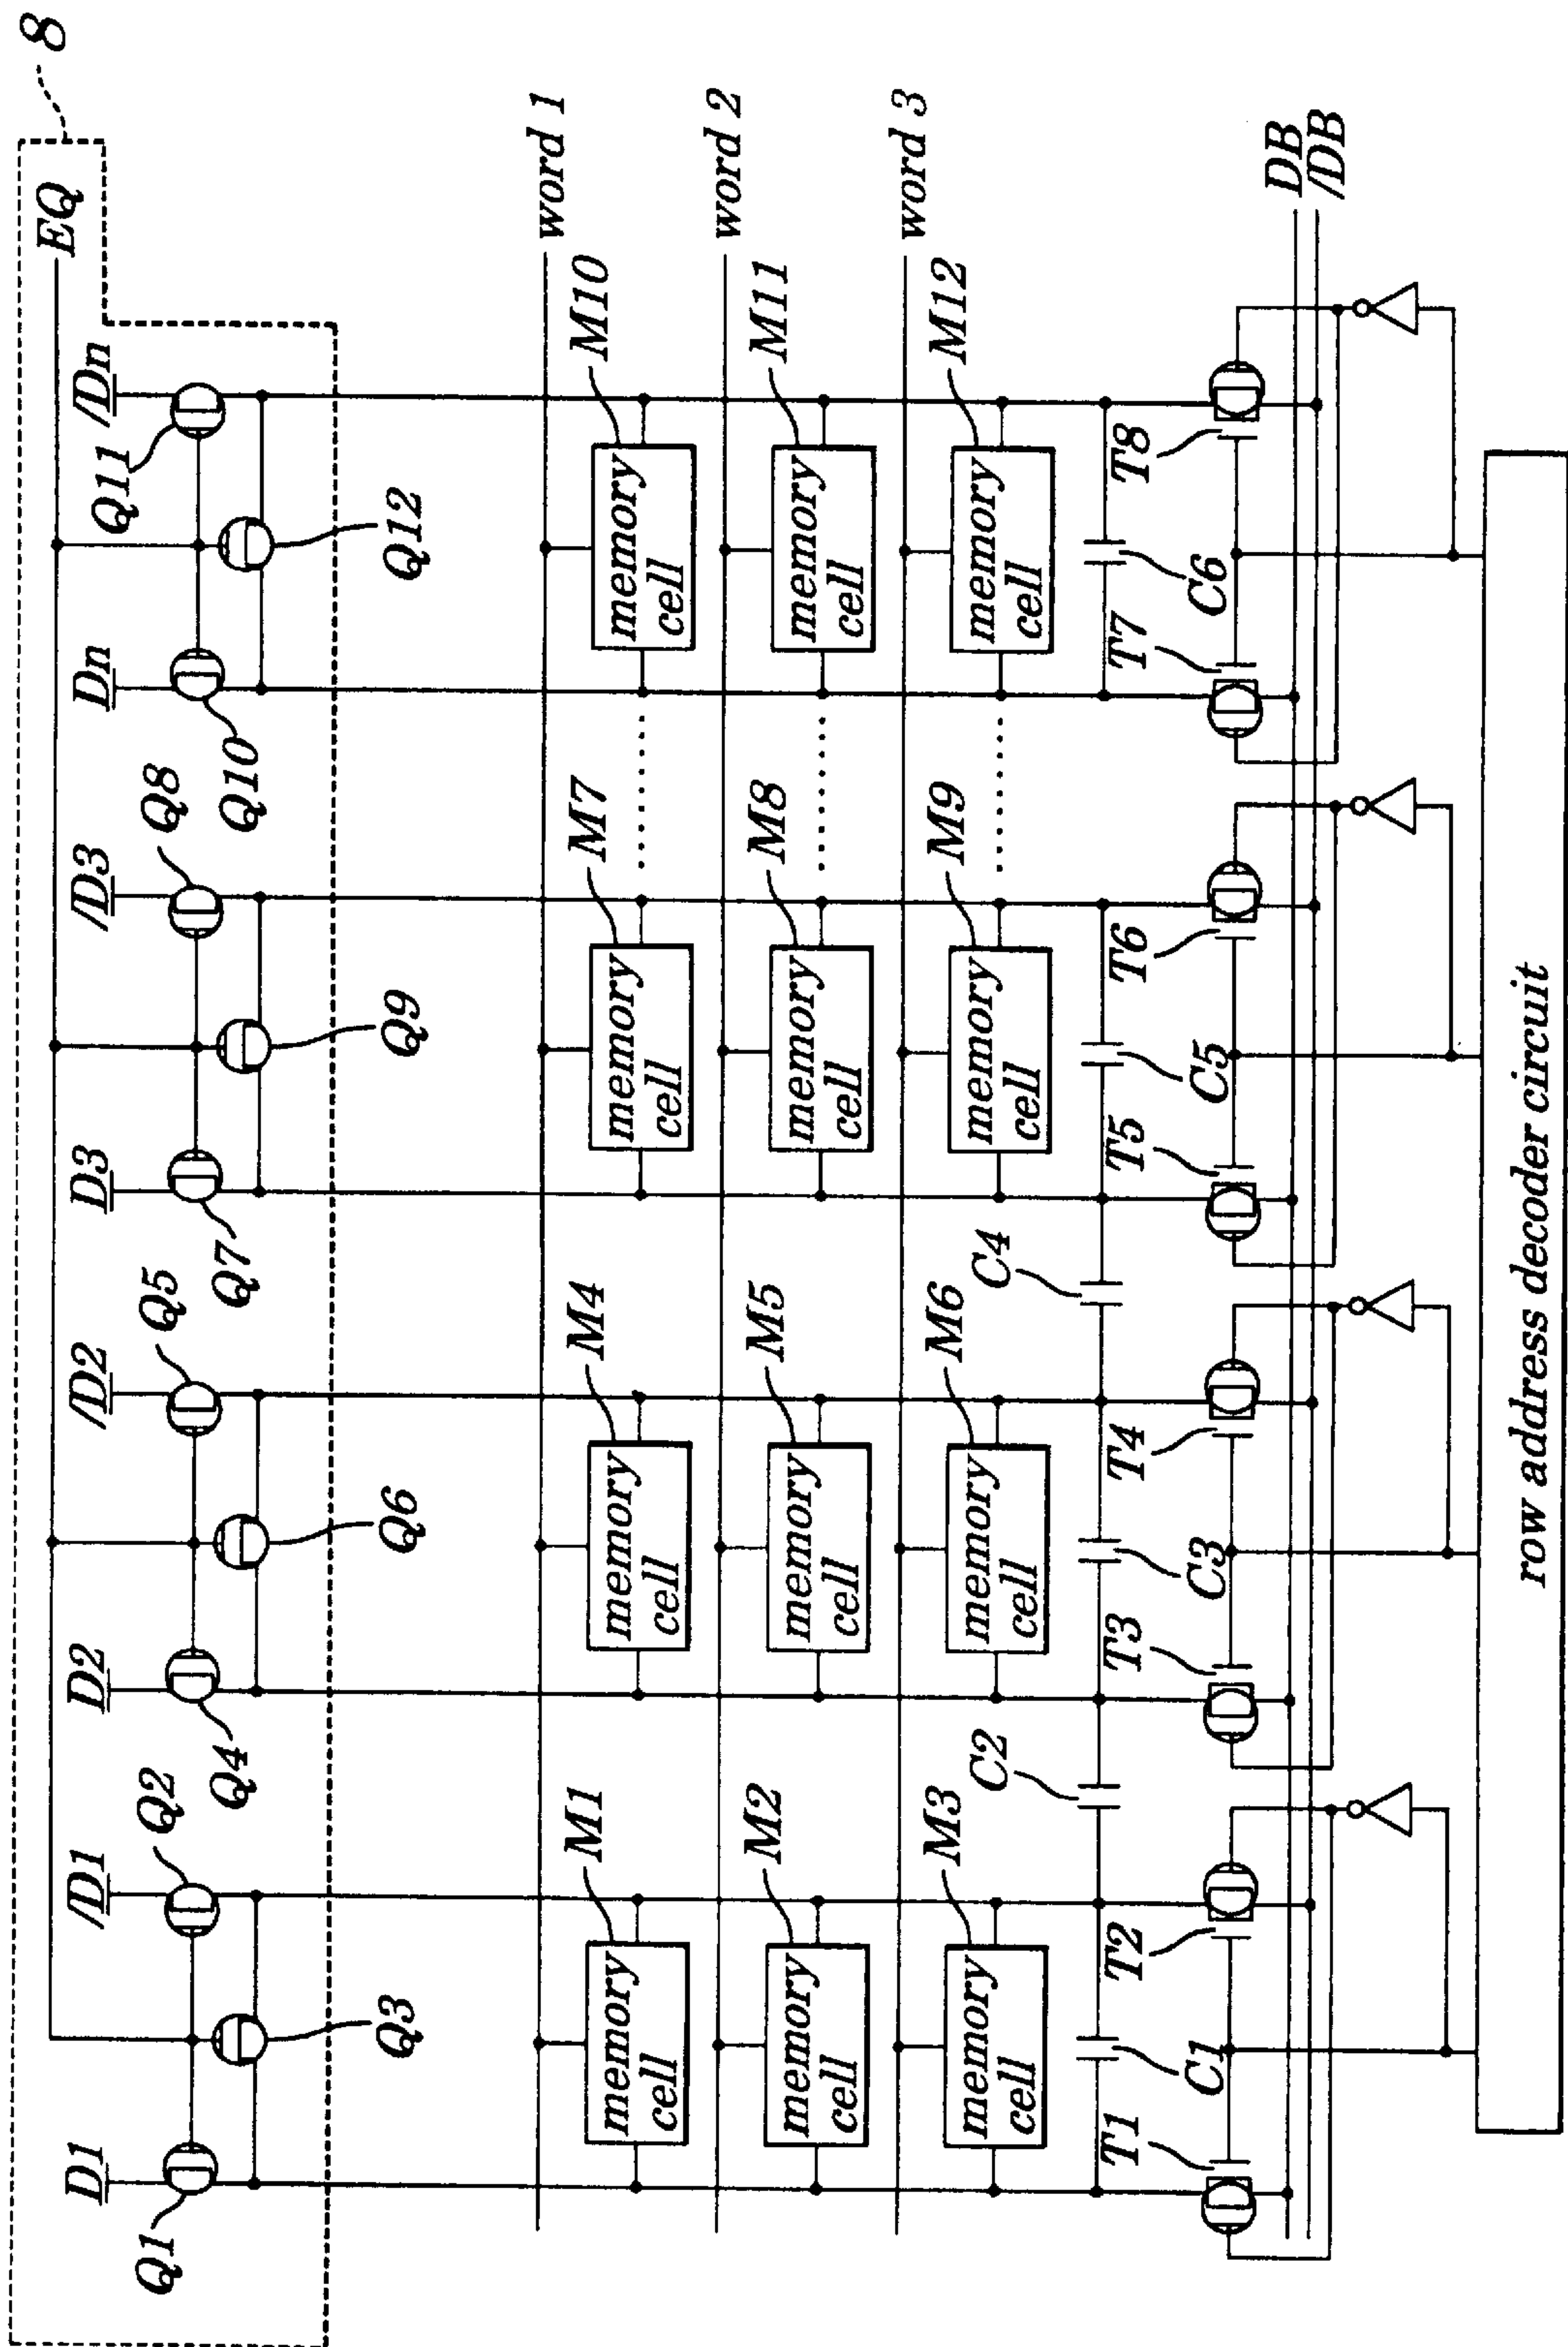 8
EQ
D1
/D1
D2
/D2
D3
/D3
Dn
/Dn
Q1
Q2
Q4
Q5
Q7
Q8
Q10
Q11
Q3
Q6
Q9
Q12
word 1
M1
M4
M7
M10
memory
cell
memory
cell
memory
cell
memory
cell
word 2
M2
M5
M8
M11
memory
cell
memory
cell
memory
cell
memory
cell
word 3
M3
M6
M9
M12
memory
cell
memory
cell
memory
cell
memory
cell
C2
C4
T1
C1
T2
T3
C3
T4
T5
C5
T6
T7
C6
T8
DB
/DB
row address decoder circuit